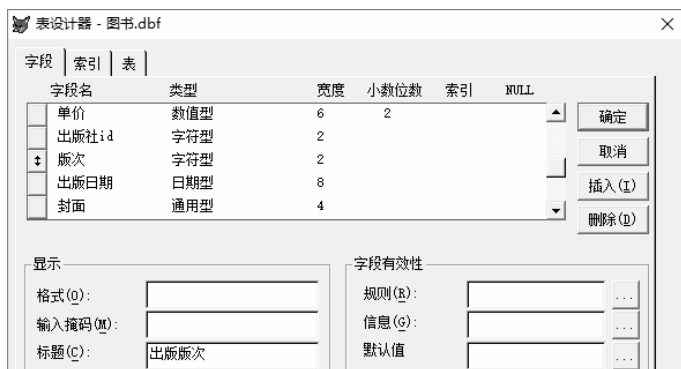 表设计器 - 图书.dbf
字段 索引 表
字段名 类型 宽度 小数位数 索引 NULL
单价 数值型 6 2
确定
出版社id 字符型 2
版次 字符型 2
取消
出版日期 日期型 8
插入(I)
封面 通用型 4
删除(D)
显示
格式(O):
输入掩码(M):
标题(C): 出版版次
字段有效性
规则(R): ...
信息(G): ...
默认值 ...